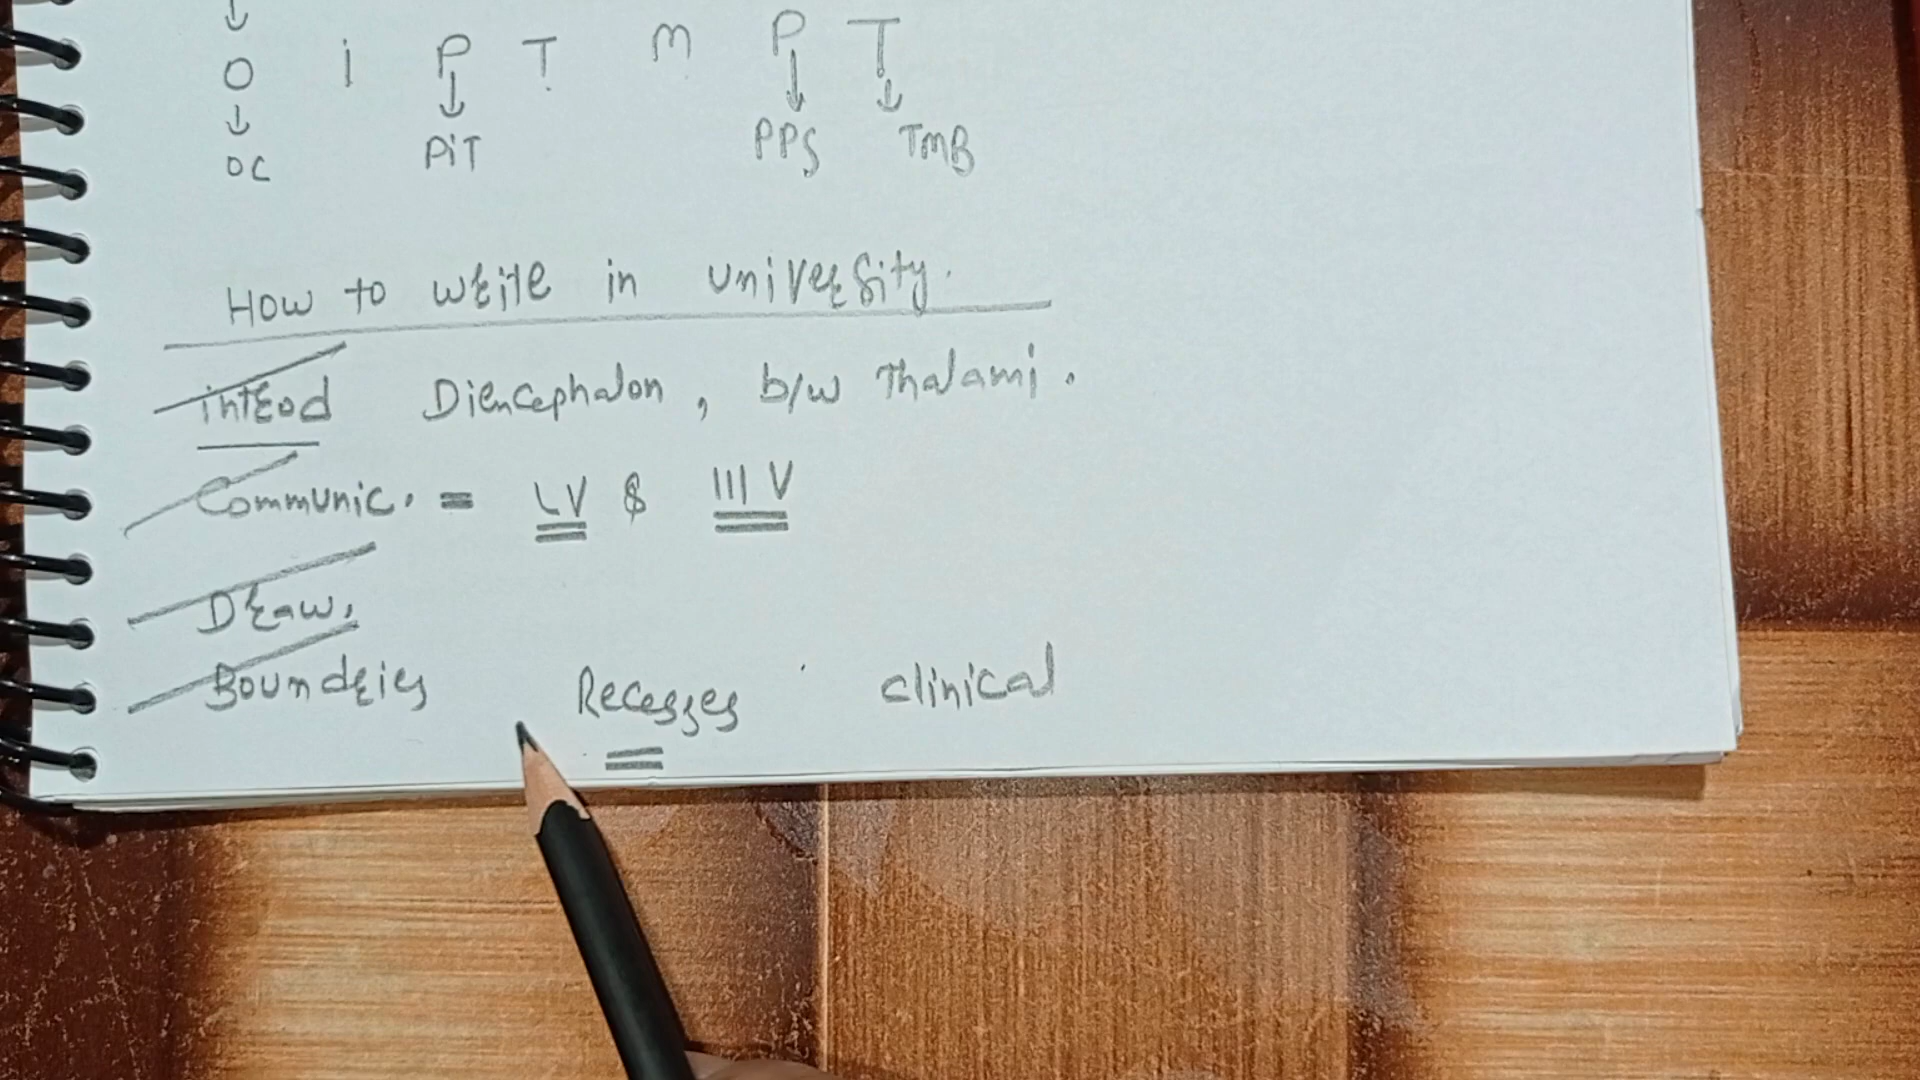 O i P T M P T
OC PiT PPS TMB
How to write in university.
introd Diencephalon, b/w Thalami.
Communic. = LV & III V
Draw.
Boundries Recesses clinical